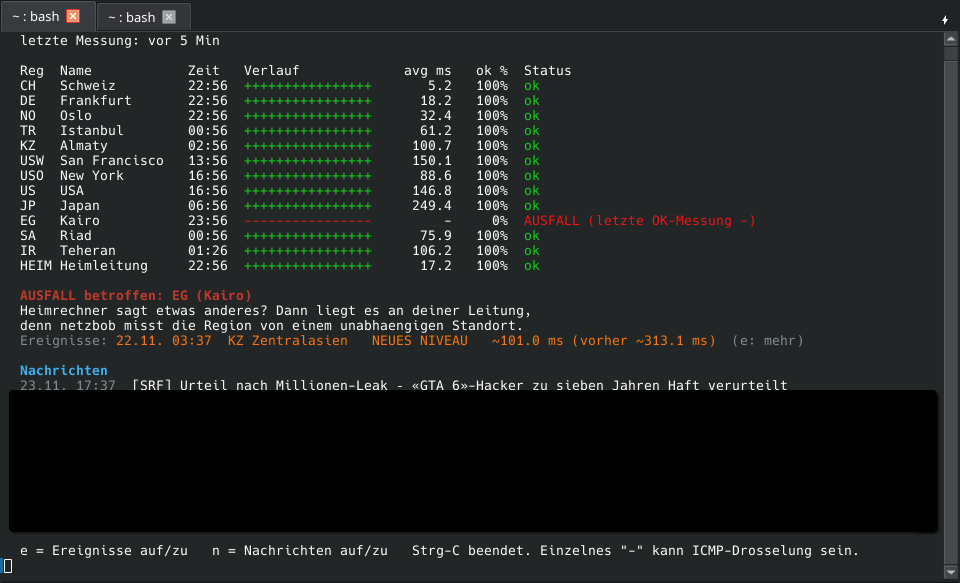 ~ : bash
~ : bash
letzte Messung: vor 5 Min
Reg  Name            Zeit   Verlauf             avg ms   ok %  Status
CH   Schweiz         22:56  ++++++++++++++++       5.2   100%  ok
DE   Frankfurt       22:56  ++++++++++++++++      18.2   100%  ok
NO   Oslo            22:56  ++++++++++++++++      32.4   100%  ok
TR   Istanbul        00:56  ++++++++++++++++      61.2   100%  ok
KZ   Almaty          02:56  ++++++++++++++++     100.7   100%  ok
USW  San Francisco   13:56  ++++++++++++++++     150.1   100%  ok
USO  New York        16:56  ++++++++++++++++      88.6   100%  ok
US   USA             16:56  ++++++++++++++++     146.8   100%  ok
JP   Japan           06:56  ++++++++++++++++     249.4   100%  ok
EG   Kairo           23:56  ----------------         -     0%  AUSFALL (letzte OK-Messung -)
SA   Riad            00:56  ++++++++++++++++      75.9   100%  ok
IR   Teheran         01:26  ++++++++++++++++     106.2   100%  ok
HEIM Heimleitung     22:56  ++++++++++++++++      17.2   100%  ok
AUSFALL betroffen: EG (Kairo)
Heimrechner sagt etwas anderes? Dann liegt es an deiner Leitung,
denn netzbob misst die Region von einem unabhaengigen Standort.
Ereignisse: 22.11. 03:37  KZ Zentralasien   NEUES NIVEAU   ~101.0 ms (vorher ~313.1 ms)  (e: mehr)
Nachrichten
23.11. 17:37  [SRF] Urteil nach Millionen-Leak - «GTA 6»-Hacker zu sieben Jahren Haft verurteilt
e = Ereignisse auf/zu   n = Nachrichten auf/zu   Strg-C beendet. Einzelnes "-" kann ICMP-Drosselung sein.